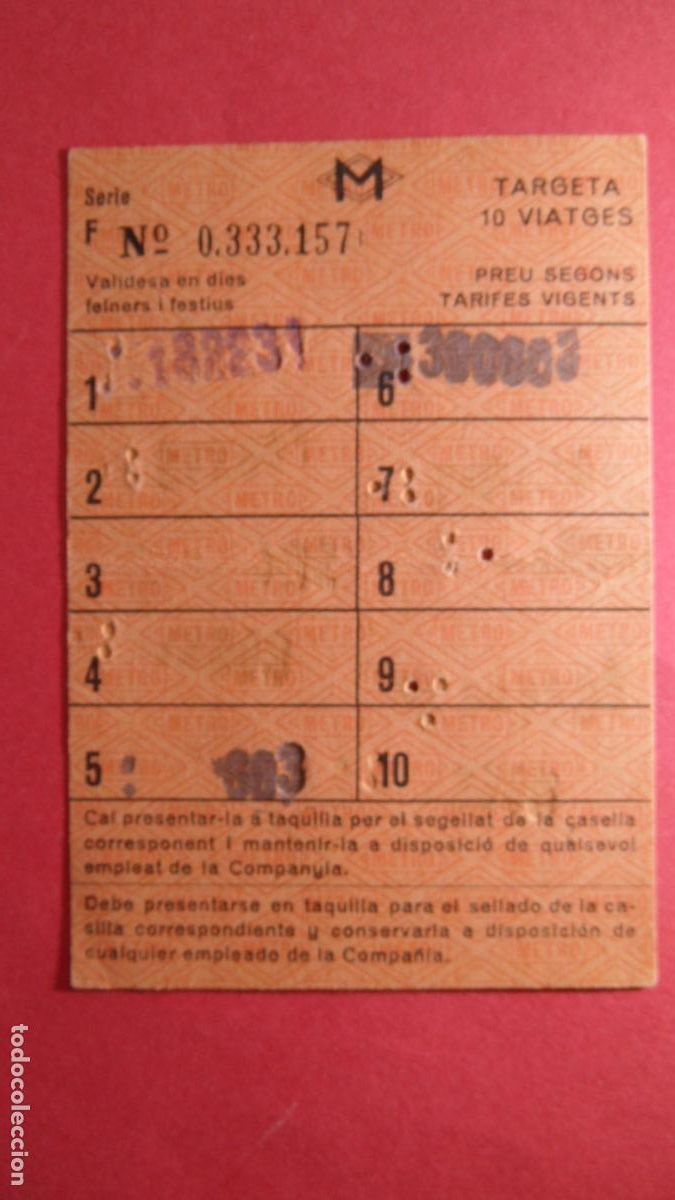 M
Serie
F Nº 0.333.157
TARGETA
10 VIATGES
Validesa en dies
feiners i festius
PREU SEGONS
TARIFES VIGENTS
1
6
2
7
3
8
4
9
5
10
Cal presentar-la a taquilla per el segellat de la casella
corresponent i mantenir-la a disposició de qualsevol
empleat de la Companyia.
Debe presentarse en taquilla para el sellado de la ca-
silla correspondiente y conservarla a disposición de
cualquier empleado de la Compañía.
todocoleccion